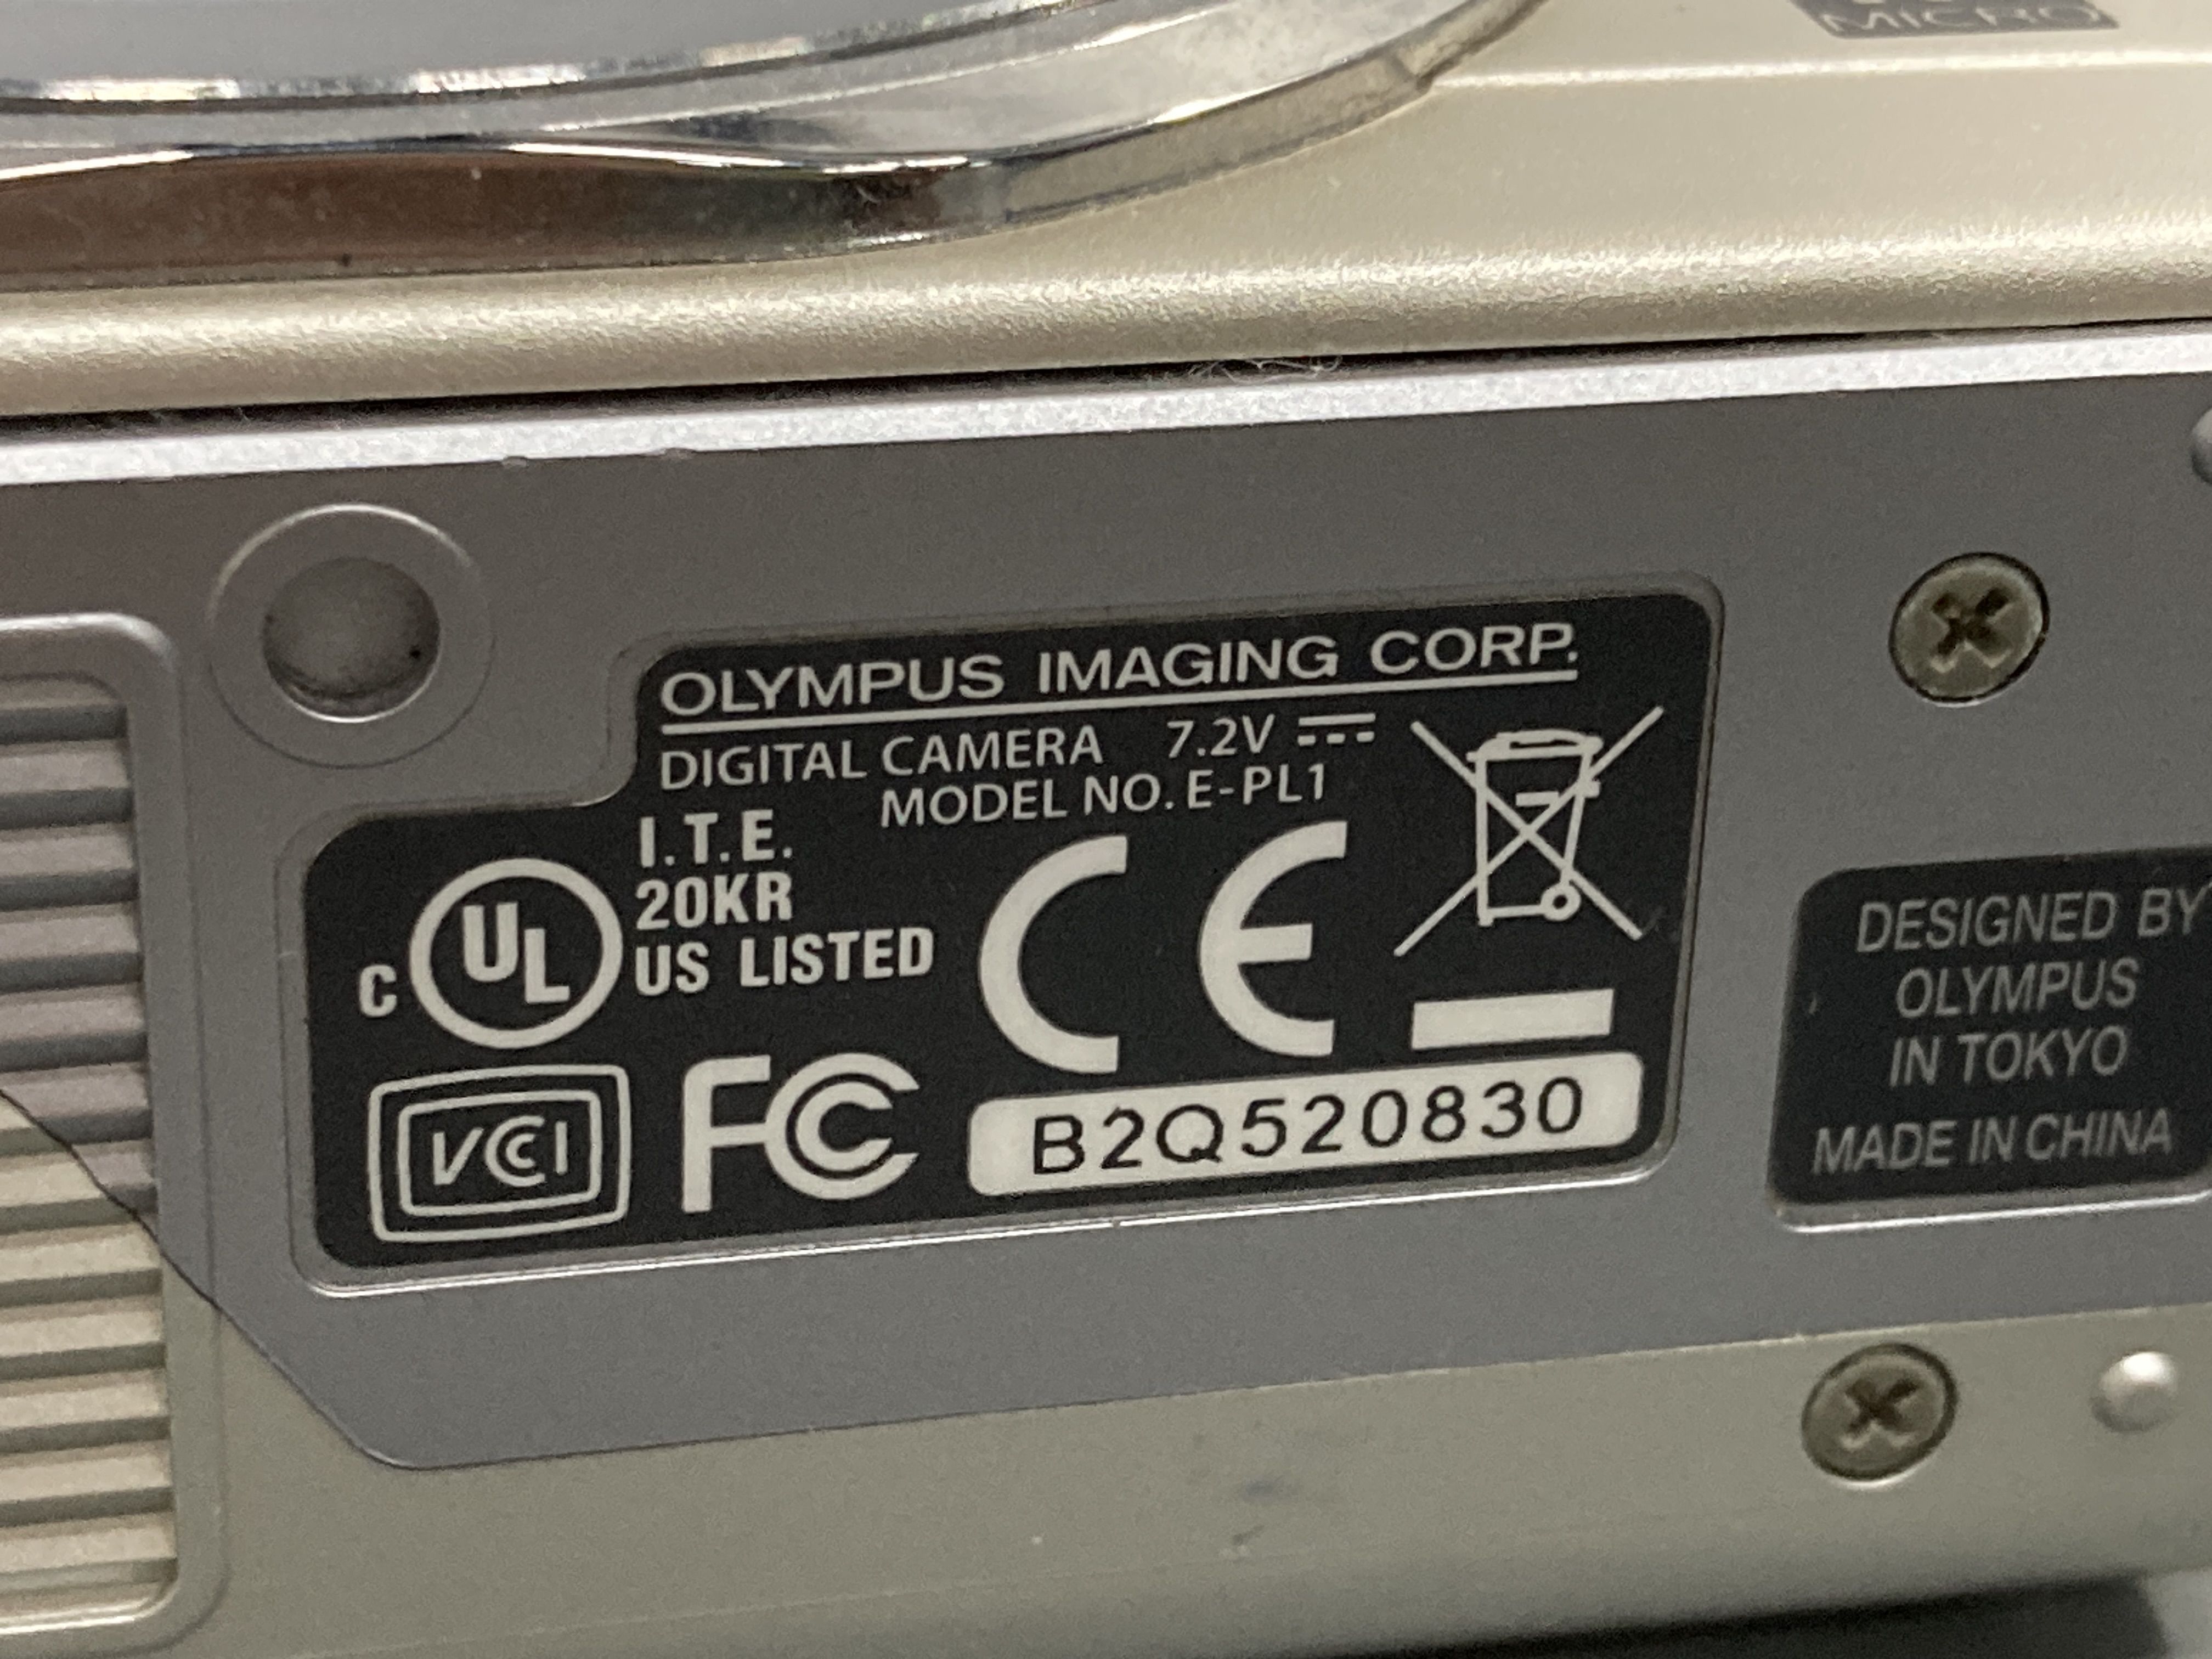 MICRO
OLYMPUS IMAGING CORP.
DIGITAL CAMERA 7.2V
MODEL NO. E-PL1
I.T.E.
20KR
US LISTED
C UL
CE
VCCI
FC
B2Q520830
DESIGNED BY
OLYMPUS
IN TOKYO
MADE IN CHINA